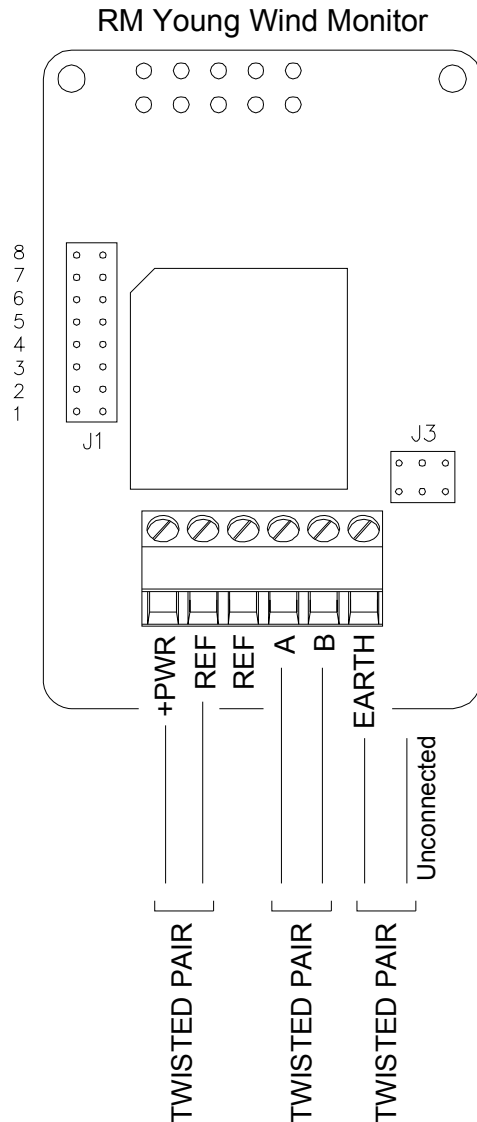 RM Young Wind Monitor
8
7
6
5
4
3
2
1
J1
J3
+PWR
REF
REF
A
B
EARTH
Unconnected
TWISTED PAIR
TWISTED PAIR
TWISTED PAIR